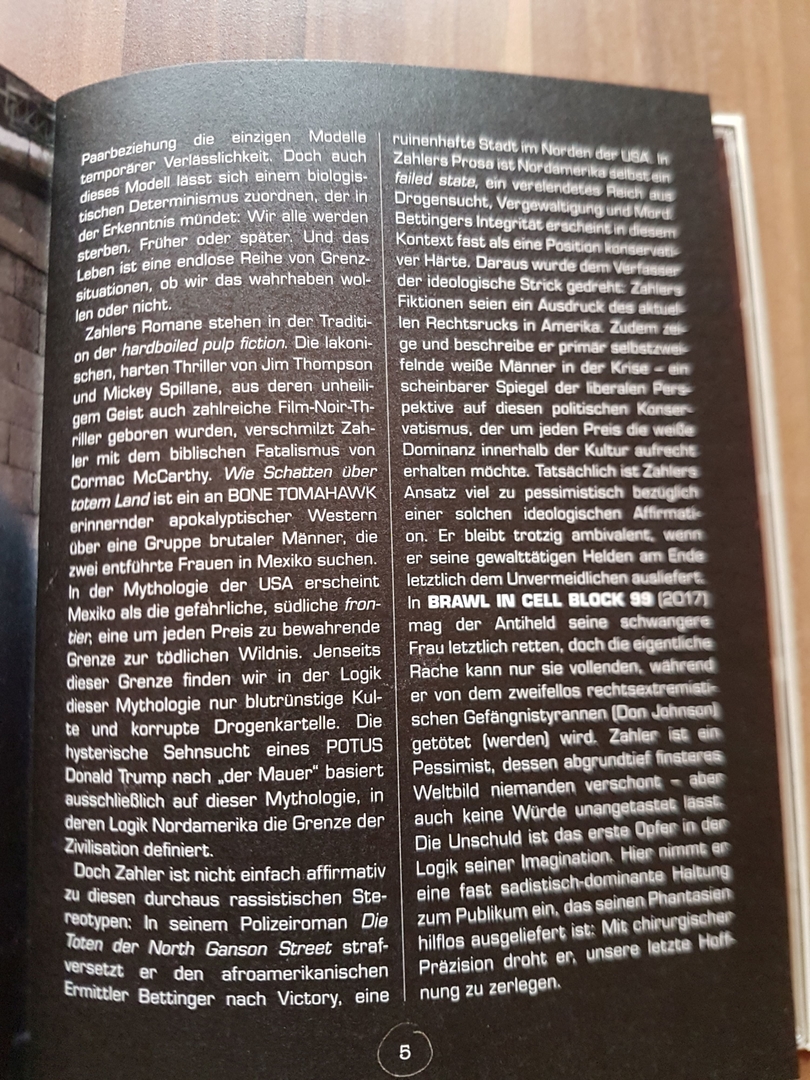 Paarbeziehung die einzigen Modelle
temporärer Verlässlichkeit. Doch auch
dieses Modell lässt sich einem biologis-
tischen Determinismus zuordnen, der in
der Erkenntnis mündet: Wir alle werden
sterben. Früher oder später. Und das
Leben ist eine endlose Reihe von Grenz-
situationen, ob wir das wahrhaben wol-
len oder nicht.
Zahlers Romane stehen in der Traditi-
on der hardboiled pulp fiction. Die lakoni-
schen, harten Thriller von Jim Thompson
und Mickey Spillane, aus deren unheili-
gem Geist auch zahlreiche Film-Noir-Th-
riller geboren wurden, verschmilzt Zah-
ler mit dem biblischen Fatalismus von
Cormac McCarthy. Wie Schatten über
totem Land ist ein an BONE TOMAHAWK
erinnernder apokalyptischer Western
über eine Gruppe brutaler Männer, die
zwei entführte Frauen in Mexiko suchen.
In der Mythologie der USA erscheint
Mexiko als die gefährliche, südliche fron-
tier, eine um jeden Preis zu bewahrende
Grenze zur tödlichen Wildnis. Jenseits
dieser Grenze finden wir in der Logik
dieser Mythologie nur blutrünstige Kul-
te und korrupte Drogenkartelle. Die
hysterische Sehnsucht eines POTUS
Donald Trump nach „der Mauer“ basiert
ausschließlich auf dieser Mythologie, in
deren Logik Nordamerika die Grenze der
Zivilisation definiert.
Doch Zahler ist nicht einfach affirmativ
zu diesen durchaus rassistischen Ste-
reotypen: In seinem Polizeiroman Die
Toten der North Ganson Street straf-
versetzt er den afroamerikanischen
Ermittler Bettinger nach Victory, eine
ruinenhafte Stadt im Norden der USA. In
Zahlers Prosa ist Nordamerika selbst ein
failed state, ein verelendetes Reich aus
Drogensucht, Vergewaltigung und Mord.
Bettingers Integrität erscheint in diesem
Kontext fast als eine Position konservati-
ver Härte. Daraus wurde dem Verfasser
der ideologische Strick gedreht: Zahlers
Fiktionen seien ein Ausdruck des aktuel-
len Rechtsrucks in Amerika. Zudem zei-
ge und beschreibe er primär selbstzwei-
felnde weiße Männer in der Krise – ein
scheinbarer Spiegel der liberalen Pers-
pektive auf diesen politischen Konser-
vatismus, der um jeden Preis die weiße
Dominanz innerhalb der Kultur aufrecht
erhalten möchte. Tatsächlich ist Zahlers
Ansatz viel zu pessimistisch bezüglich
einer solchen ideologischen Affirmati-
on. Er bleibt trotzig ambivalent, wenn
er seine gewalttätigen Helden am Ende
letztlich dem Unvermeidlichen ausliefert.
In BRAWL IN CELL BLOCK 99 (2017)
mag der Antiheld seine schwangere
Frau letztlich retten, doch die eigentliche
Rache kann nur sie vollenden, während
er von dem zweifellos rechtsextremisti-
schen Gefängnistyrannen (Don Johnson)
getötet (werden) wird. Zahler ist ein
Pessimist, dessen abgrundtief finsteres
Weltbild niemanden verschont – aber
auch keine Würde unangetastet lässt.
Die Unschuld ist das erste Opfer in der
Logik seiner Imagination. Hier nimmt er
eine fast sadistisch-dominante Haltung
zum Publikum ein, das seinen Phantasien
hilflos ausgeliefert ist: Mit chirurgischer
Präzision droht er, unsere letzte Hoff-
nung zu zerlegen.
5